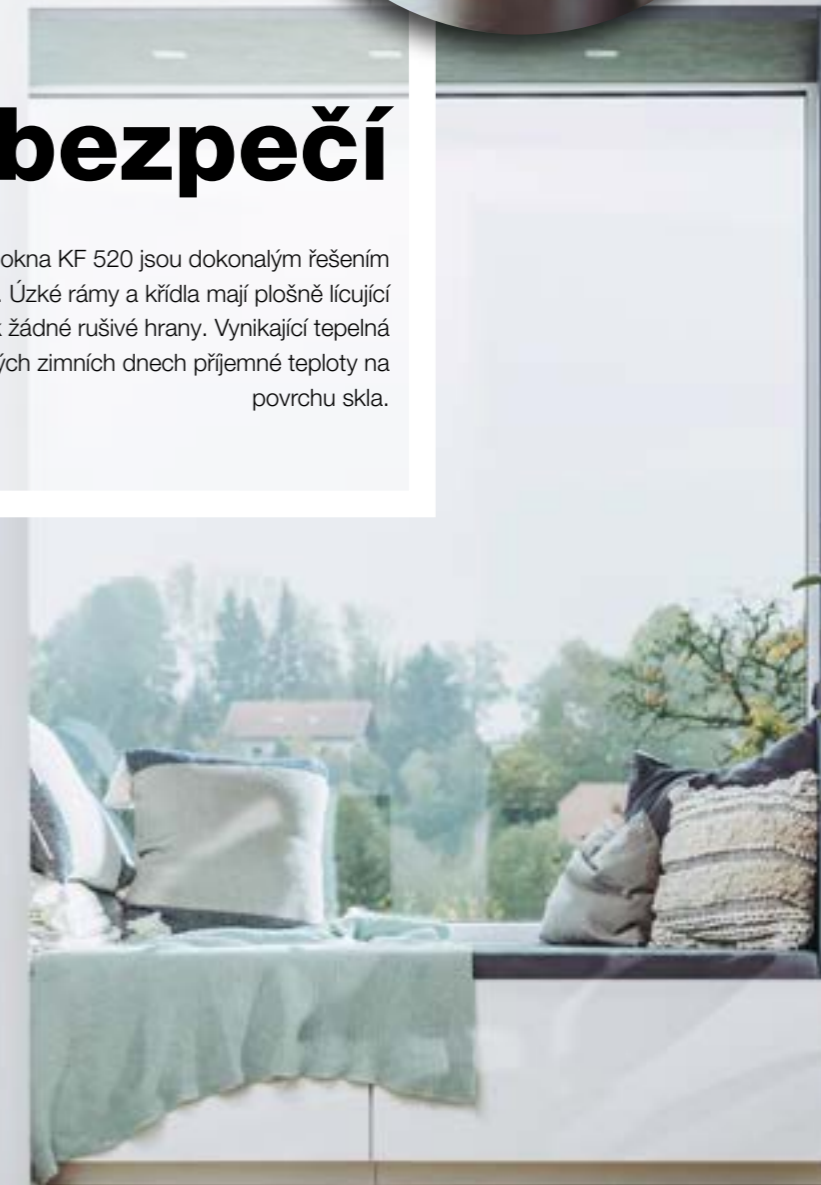 bezpečí
okna KF 520 jsou dokonalým řešením
. Úzké rámy a křídla mají plošně lícující
žádné rušivé hrany. Vynikající tepelná
ých zimních dnech příjemné teploty na
povrchu skla.